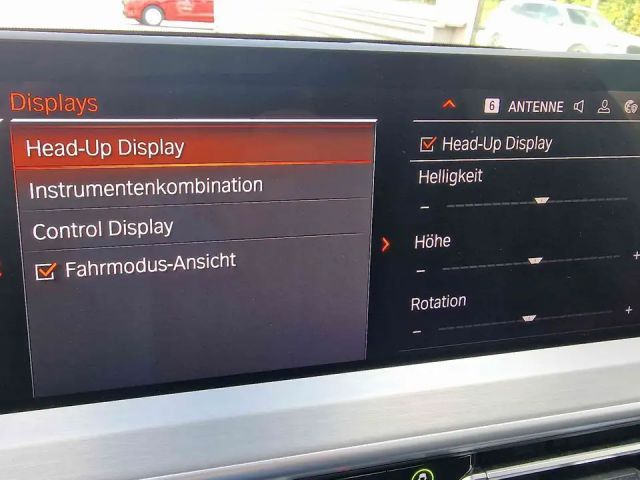 Displays
6 ANTENNE
Head-Up Display
Instrumentenkombination
Control Display
Fahrmodus-Ansicht
Head-Up Display
Helligkeit
Höhe
Rotation